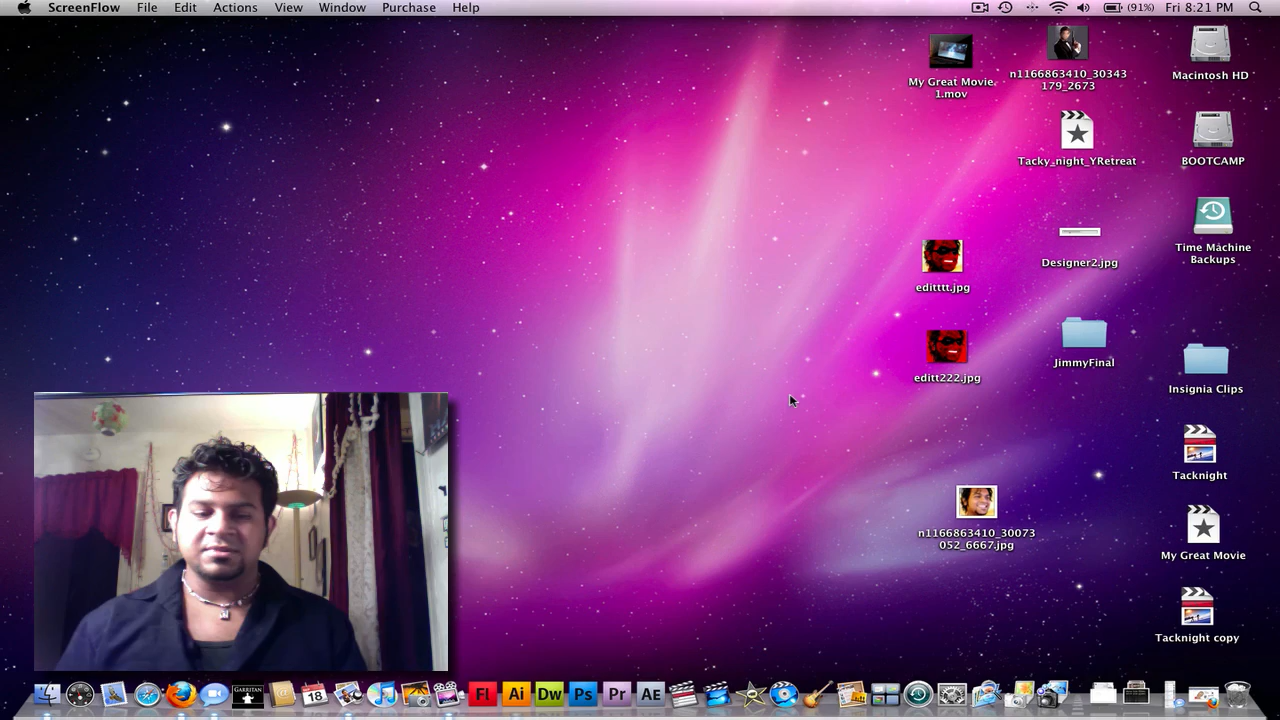 ScreenFlow File Edit Actions View Window Purchase Help (91%) Fri 8:21 PM
My Great Movie
1.mov
n1166863410_30343
179_2673
Macintosh HD
Tacky_night_YRetreat
BOOTCAMP
Designer2.jpg
Time Machine
Backups
editttt.jpg
JimmyFinal
editt222.jpg
Insignia Clips
Tacknight
n1166863410_30073
052_6667.jpg
My Great Movie
Tacknight copy
GARRITAN
18
Fl Ai Dw Ps Pr AE